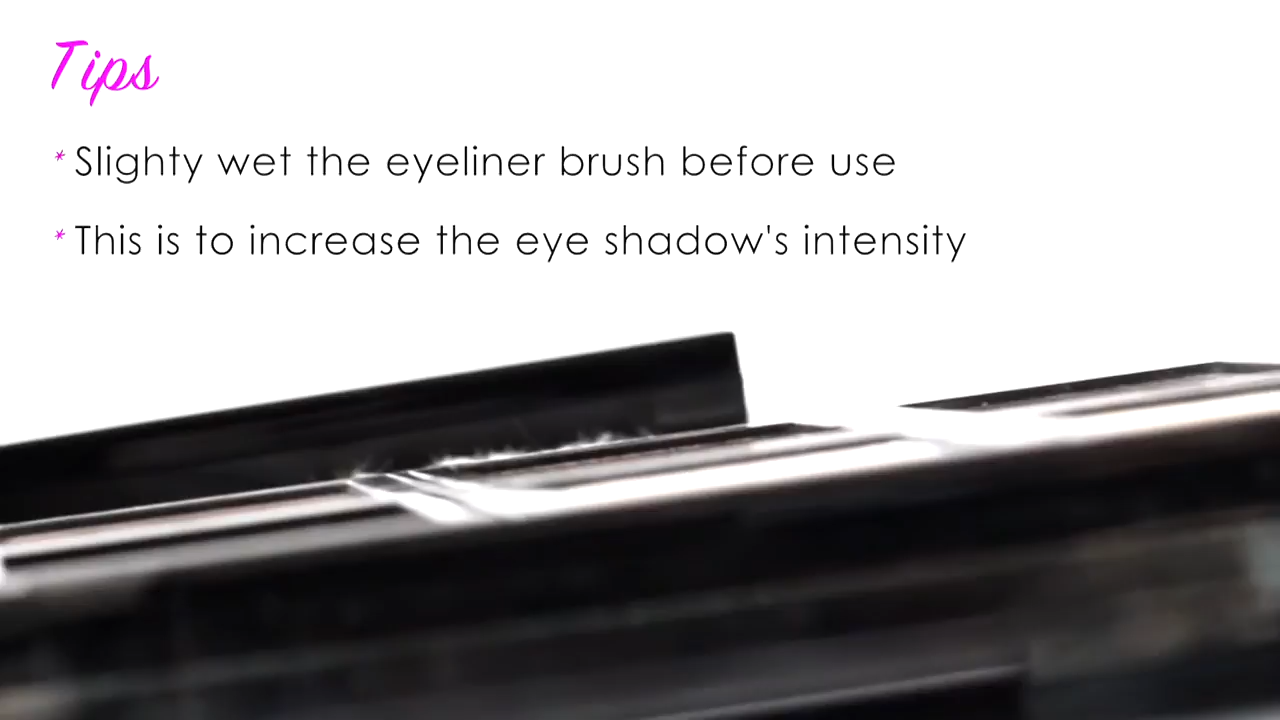 Tips
* Slighty wet the eyeliner brush before use
* This is to increase the eye shadow's intensity